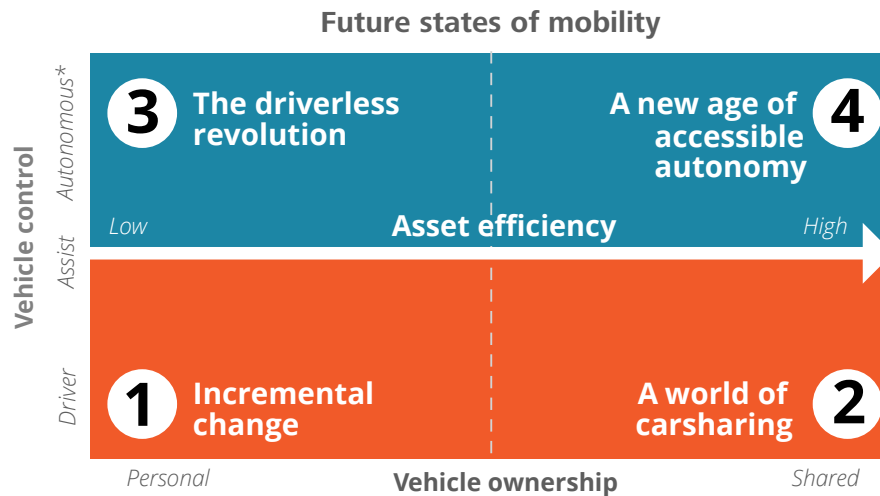 Future states of mobility
Vehicle control
Autonomous*
Assist
Driver
3
The driverless
revolution
A new age of
accessible
autonomy
4
Low
Asset efficiency
High
1
Incremental
change
A world of
carsharing
2
Personal
Vehicle ownership
Shared